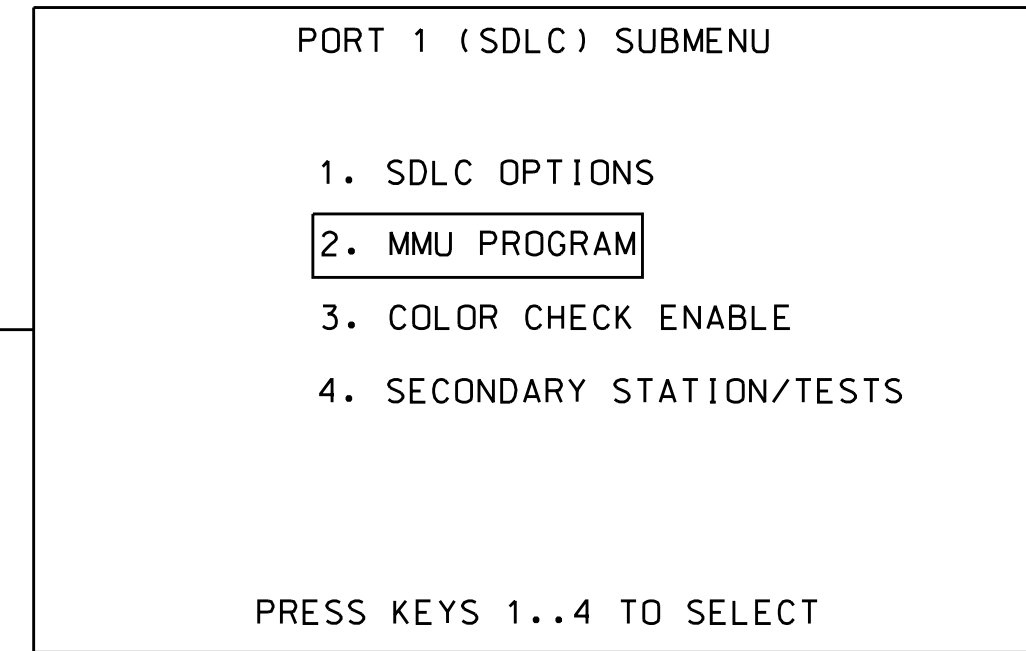 PORT 1 (SDLC) SUBMENU
1. SDLC OPTIONS
2. MMU PROGRAM
3. COLOR CHECK ENABLE
4. SECONDARY STATION/TESTS
PRESS KEYS 1..4 TO SELECT